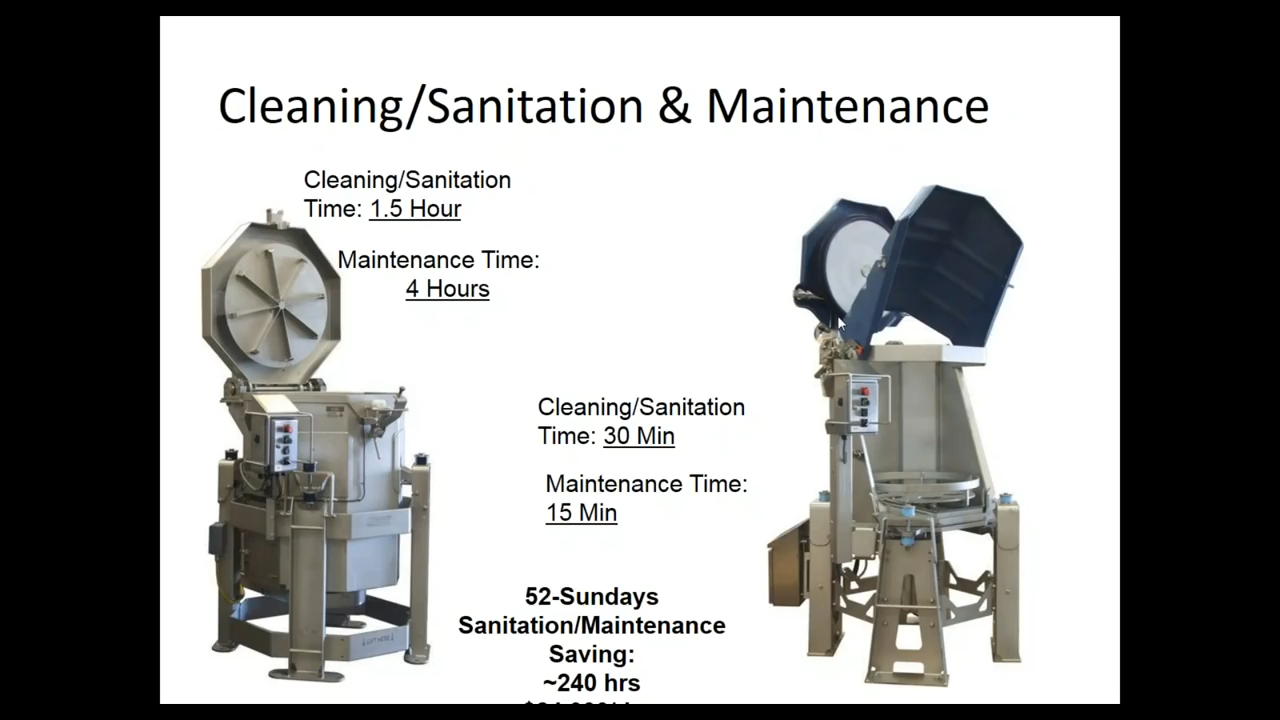 Cleaning/Sanitation & Maintenance
Cleaning/Sanitation
Time: 1.5 Hour
Maintenance Time:
4 Hours
Cleaning/Sanitation
Time: 30 Min
Maintenance Time:
15 Min
52-Sundays
Sanitation/Maintenance
Saving:
~240 hrs